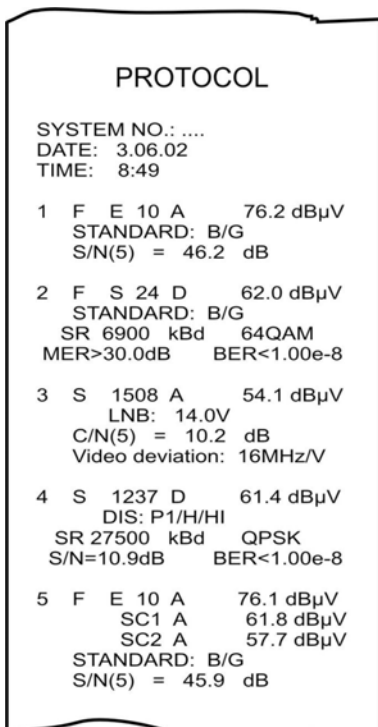 PROTOCOL
SYSTEM NO.: ....
DATE: 3.06.02
TIME: 8:49
1 F E 10 A 76.2 dBµV
STANDARD: B/G
S/N(5) = 46.2 dB
2 F S 24 D 62.0 dBµV
STANDARD: B/G
SR 6900 kBd 64QAM
MER>30.0dB BER<1.00e-8
3 S 1508 A 54.1 dBµV
LNB: 14.0V
C/N(5) = 10.2 dB
Video deviation: 16MHz/V
4 S 1237 D 61.4 dBµV
DIS: P1/H/HI
SR 27500 kBd QPSK
S/N=10.9dB BER<1.00e-8
5 F E 10 A 76.1 dBµV
SC1 A 61.8 dBµV
SC2 A 57.7 dBµV
STANDARD: B/G
S/N(5) = 45.9 dB